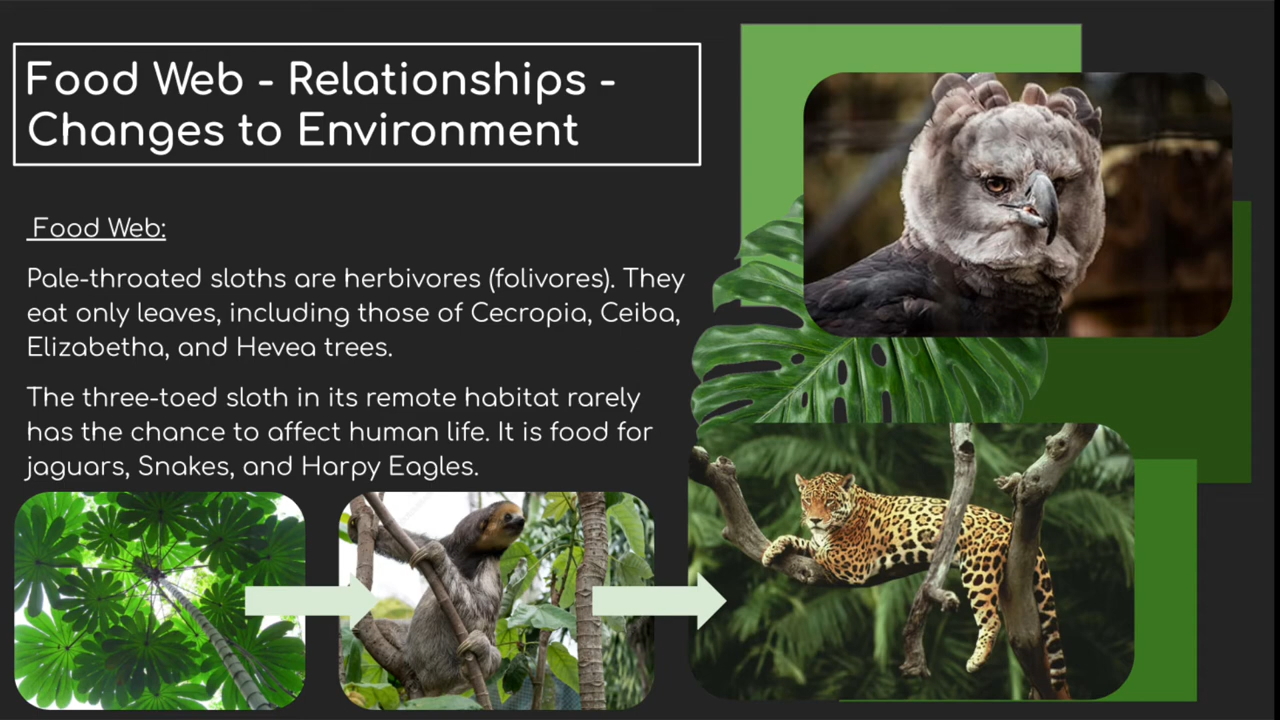 Food Web - Relationships -
Changes to Environment
Food Web:
Pale-throated sloths are herbivores (folivores). They
eat only leaves, including those of Cecropia, Ceiba,
Elizabetha, and Hevea trees.
The three-toed sloth in its remote habitat rarely
has the chance to affect human life. It is food for
jaguars, Snakes, and Harpy Eagles.